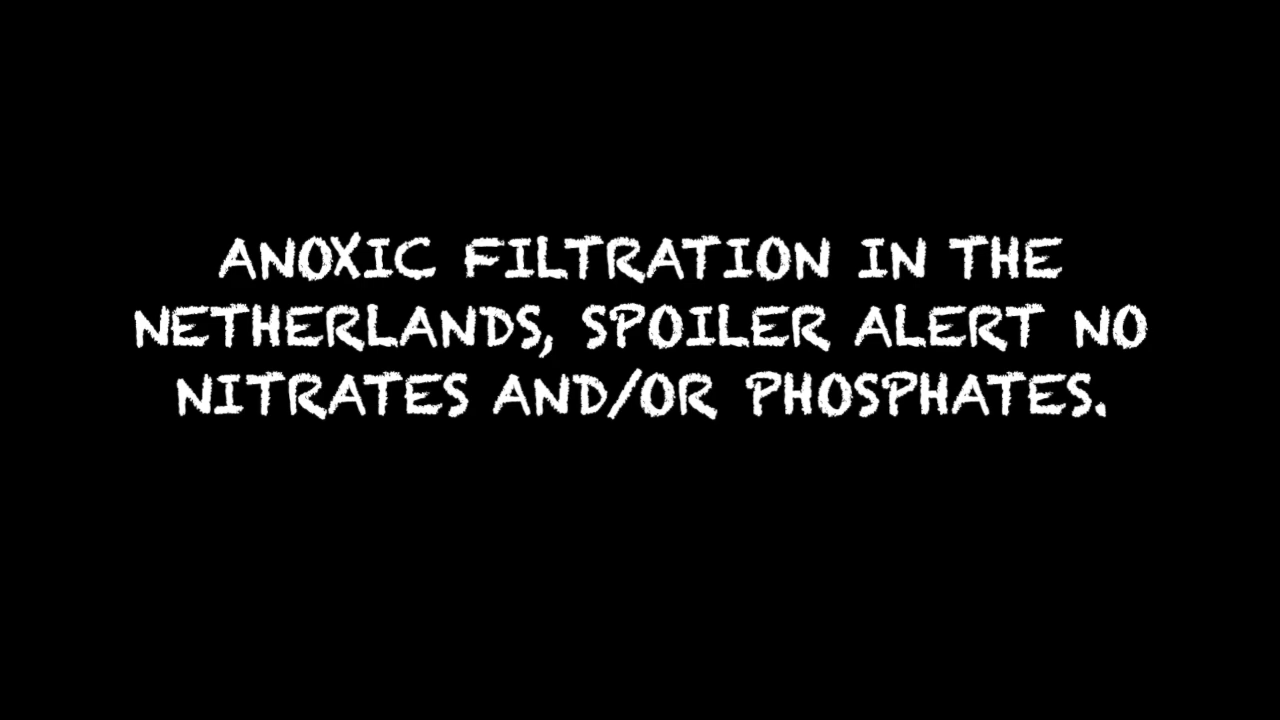 ANOXIC FILTRATION IN THE
NETHERLANDS, SPOILER ALERT NO
NITRATES AND/OR PHOSPHATES.